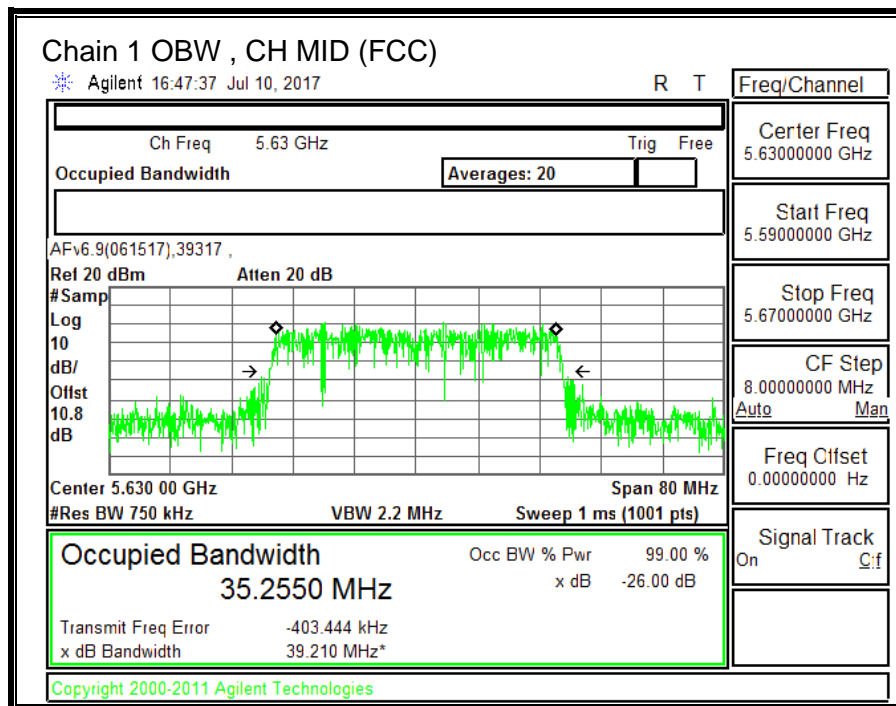 Chain 1 OBW , CH MID (FCC)
Agilent 16:47:37 Jul 10, 2017 R T
Freq/Channel
Ch Freq 5.63 GHz Trig Free
Occupied Bandwidth Averages: 20
AFv6.9(061517),39317 ,
Ref 20 dBm Atten 20 dB
#Samp
Log
10
dB/
Offst
10.8
dB
Center 5.630 00 GHz Span 80 MHz
#Res BW 750 kHz VBW 2.2 MHz Sweep 1 ms (1001 pts)
Occupied Bandwidth Occ BW % Pwr 99.00 %
35.2550 MHz x dB -26.00 dB
Transmit Freq Error -403.444 kHz
x dB Bandwidth 39.210 MHz*
Copyright 2000-2011 Agilent Technologies
Center Freq
5.63000000 GHz
Start Freq
5.59000000 GHz
Stop Freq
5.67000000 GHz
CF Step
8.00000000 MHz
Auto Man
Freq Offset
0.00000000 Hz
Signal Track
On Off